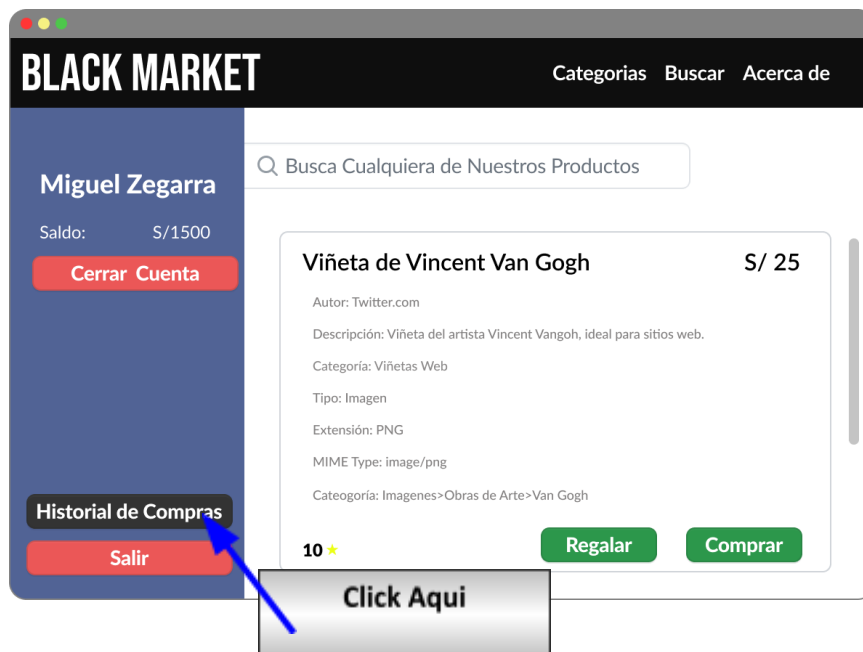 BLACK MARKET
Categorias Buscar Acerca de
Miguel Zegarra
Saldo: S/1500
Cerrar Cuenta
Historial de Compras
Salir
Busca Cualquiera de Nuestros Productos
Viñeta de Vincent Van Gogh S/ 25
Autor: Twitter.com
Descripción: Viñeta del artista Vincent Vangoh, ideal para sitios web.
Categoría: Viñetas Web
Tipo: Imagen
Extensión: PNG
MIME Type: image/png
Cateogoría: Imagenes>Obras de Arte>Van Gogh
10 ★ Regalar Comprar
Click Aqui